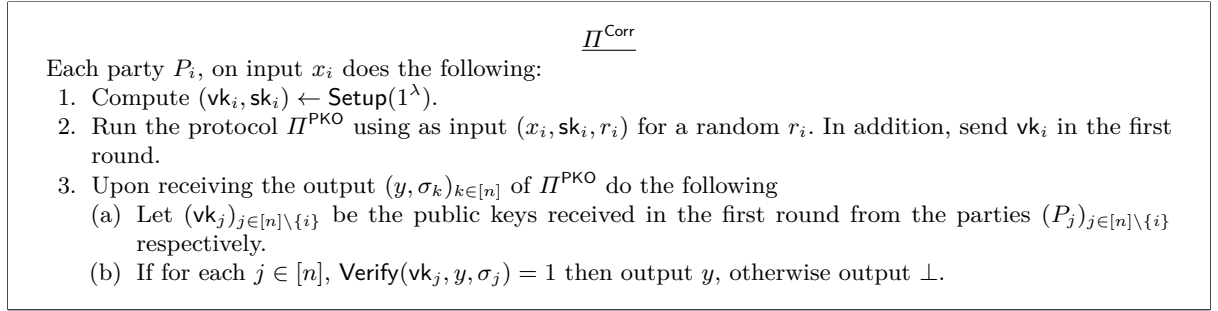 Π^Corr
Each party P_i, on input x_i does the following:
1. Compute (vk_i, sk_i) ← Setup(1^λ).
2. Run the protocol Π^PKO using as input (x_i, sk_i, r_i) for a random r_i. In addition, send vk_i in the first
round.
3. Upon receiving the output (y, σ_k)_{k∈[n]} of Π^PKO do the following
(a) Let (vk_j)_{j∈[n]\{i}} be the public keys received in the first round from the parties (P_j)_{j∈[n]\{i}}
respectively.
(b) If for each j ∈ [n], Verify(vk_j, y, σ_j) = 1 then output y, otherwise output ⊥.